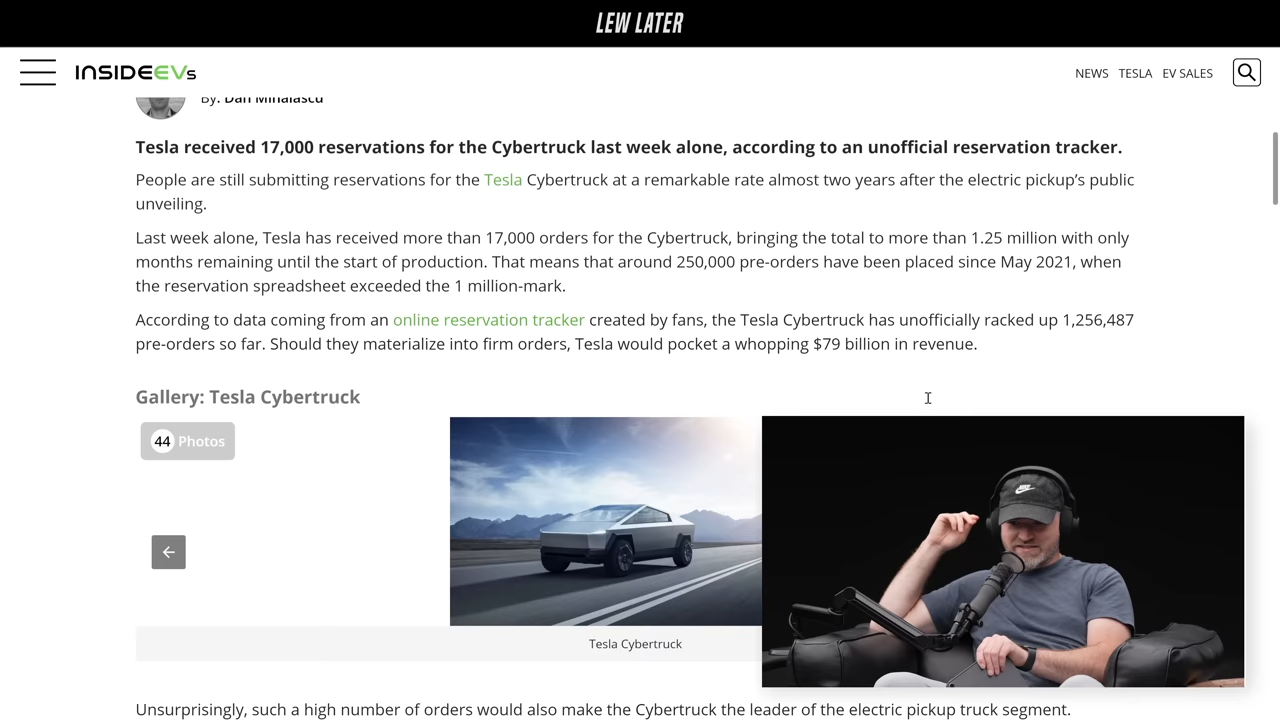 LEW LATER
INSIDEEVs
NEWS TESLA EV SALES
By: Dan Mihalascu
Tesla received 17,000 reservations for the Cybertruck last week alone, according to an unofficial reservation tracker.
People are still submitting reservations for the Tesla Cybertruck at a remarkable rate almost two years after the electric pickup’s public
unveiling.
Last week alone, Tesla has received more than 17,000 orders for the Cybertruck, bringing the total to more than 1.25 million with only
months remaining until the start of production. That means that around 250,000 pre-orders have been placed since May 2021, when
the reservation spreadsheet exceeded the 1 million-mark.
According to data coming from an online reservation tracker created by fans, the Tesla Cybertruck has unofficially racked up 1,256,487
pre-orders so far. Should they materialize into firm orders, Tesla would pocket a whopping $79 billion in revenue.
Gallery: Tesla Cybertruck
44 Photos
Tesla Cybertruck
Unsurprisingly, such a high number of orders would also make the Cybertruck the leader of the electric pickup truck segment.